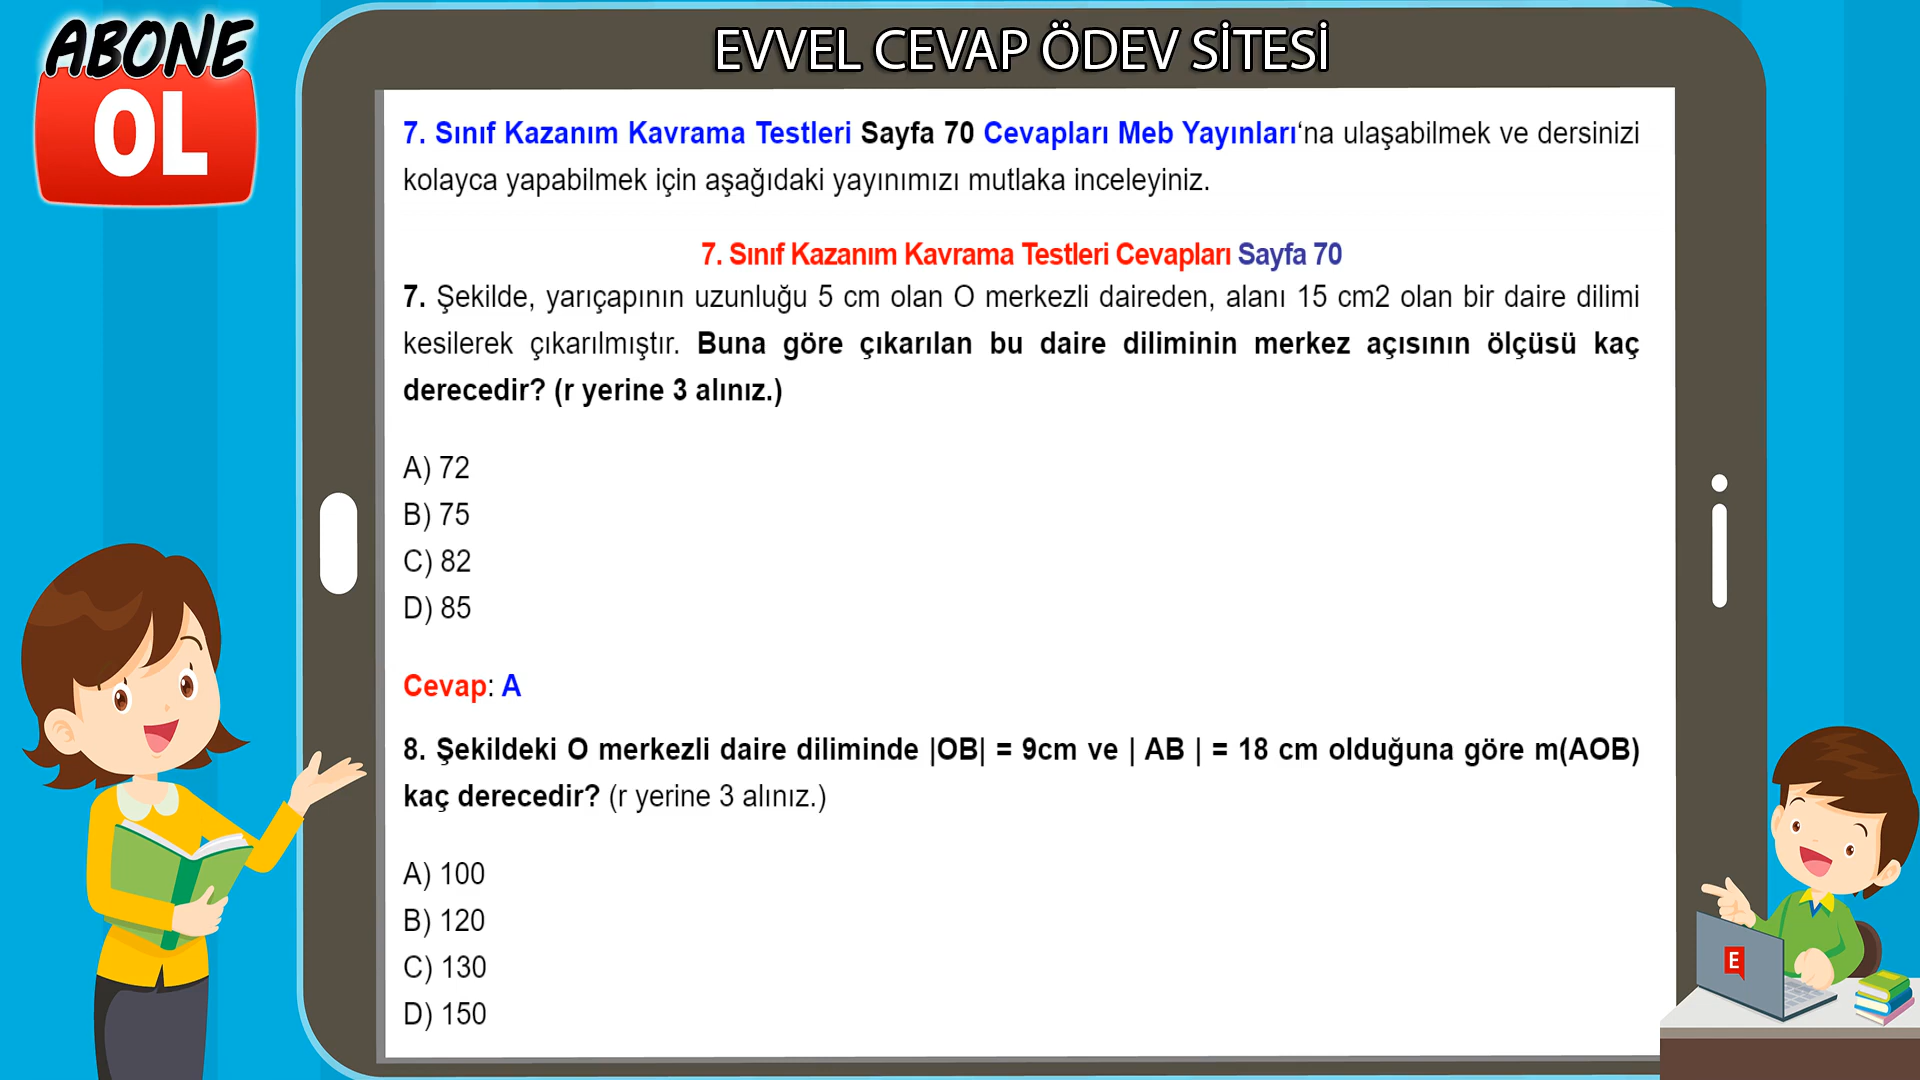 ABONE
OL
EVVEL CEVAP ÖDEV SİTESİ
7. Sınıf Kazanım Kavrama Testleri Sayfa 70 Cevapları Meb Yayınları‘na ulaşabilmek ve dersinizi
kolayca yapabilmek için aşağıdaki yayınımızı mutlaka inceleyiniz.
7. Sınıf Kazanım Kavrama Testleri Cevapları Sayfa 70
7. Şekilde, yarıçapının uzunluğu 5 cm olan O merkezli daireden, alanı 15 cm2 olan bir daire dilimi
kesilerek çıkarılmıştır. Buna göre çıkarılan bu daire diliminin merkez açısının ölçüsü kaç
derecedir? (r yerine 3 alınız.)
A) 72
B) 75
C) 82
D) 85
Cevap: A
8. Şekildeki O merkezli daire diliminde |OB| = 9cm ve | AB | = 18 cm olduğuna göre m(AOB)
kaç derecedir? (r yerine 3 alınız.)
A) 100
B) 120
C) 130
D) 150
E